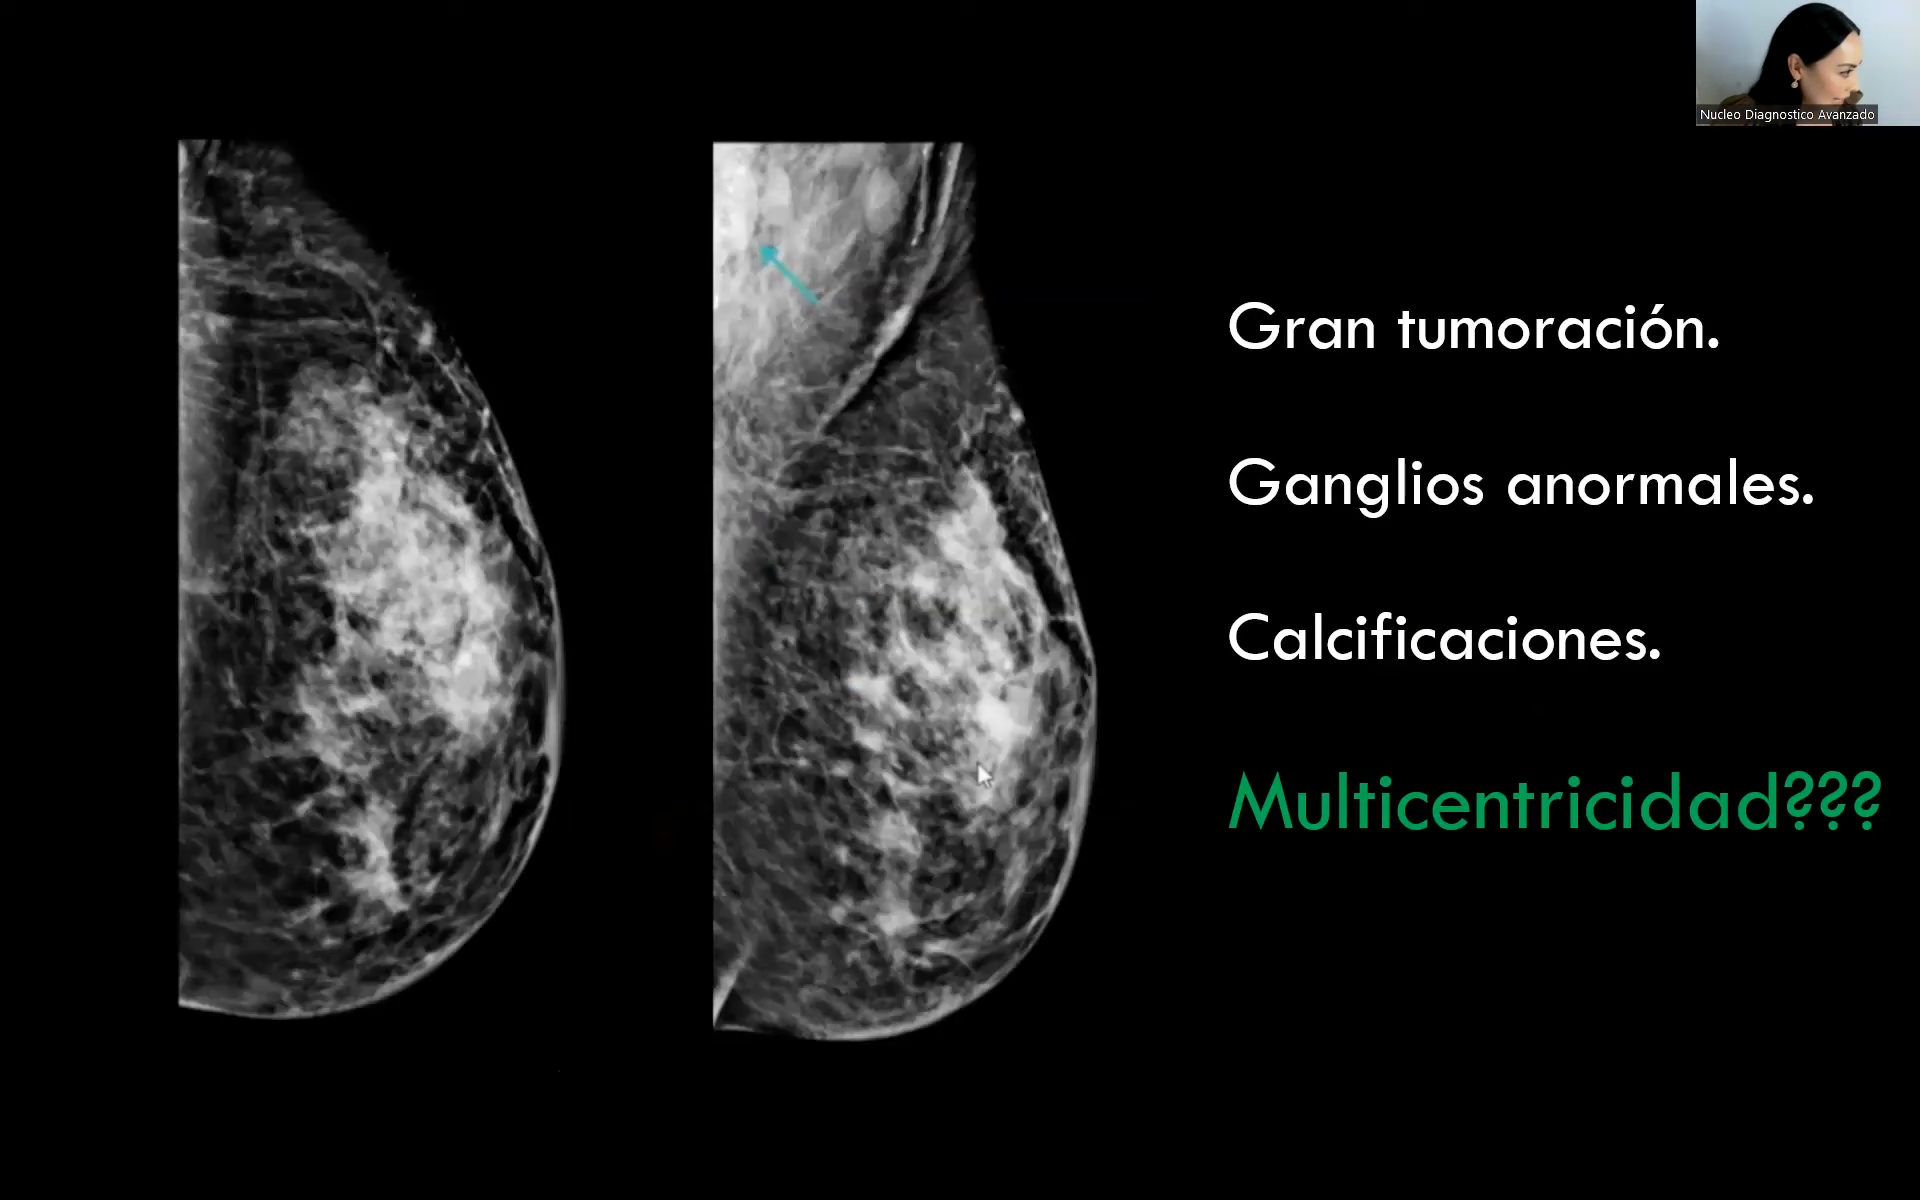 Nucleo Diagnostico Avanzado
Gran tumoración.
Ganglios anormales.
Calcificaciones.
Multicentricidad???